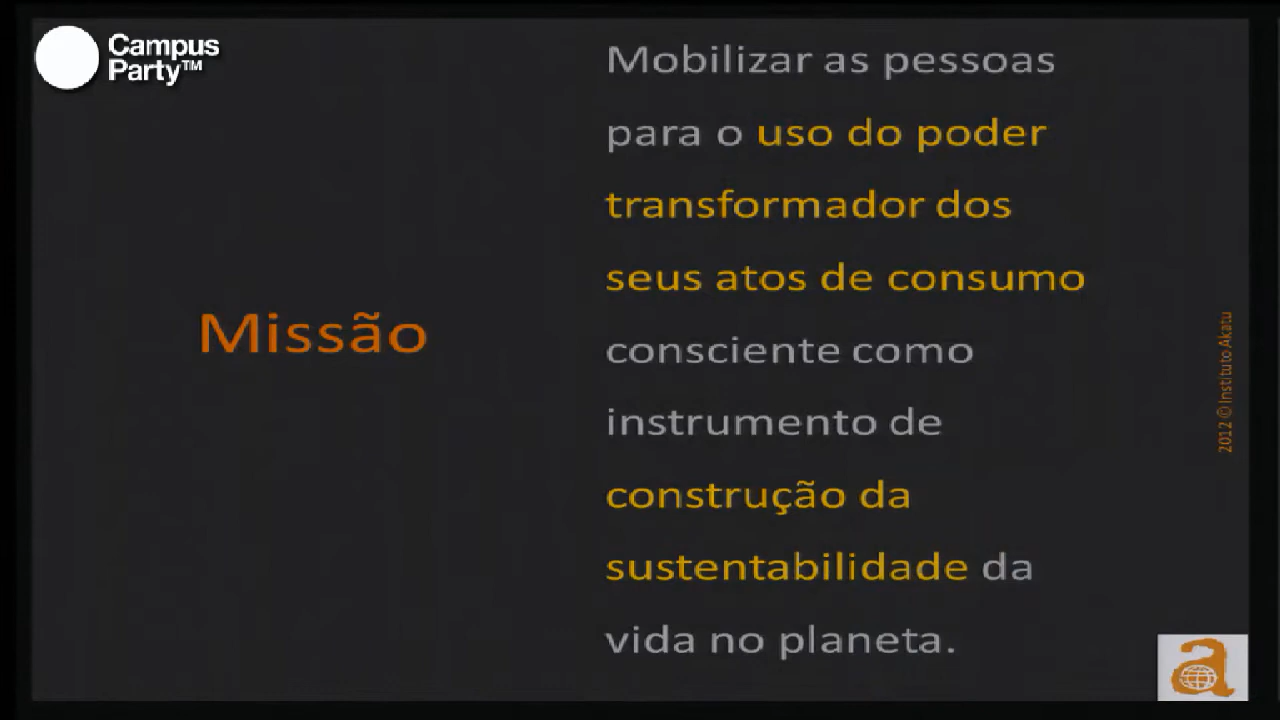 Campus
Party™
Mobilizar as pessoas
para o uso do poder
transformador dos
seus atos de consumo
consciente como
instrumento de
construção da
sustentabilidade da
vida no planeta.
Missão
2012 © Instituto Akatu
a